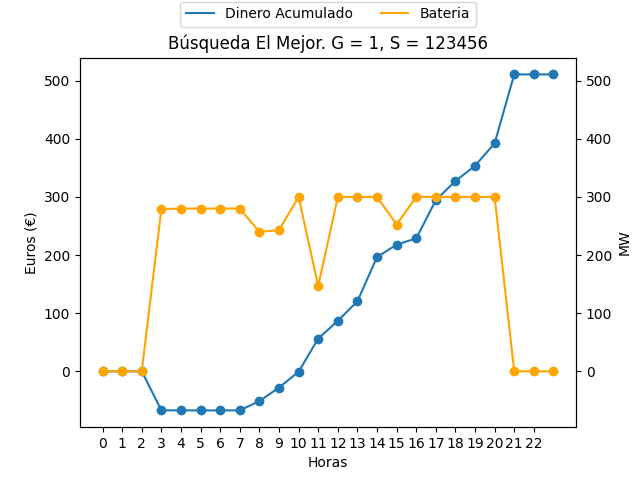 Dinero Acumulado Bateria
Búsqueda El Mejor. G = 1, S = 123456
500 500
400 400
300 300
200 200
100 100
0 0
Euros (€)
MW
0 1 2 3 4 5 6 7 8 9 10 11 12 13 14 15 16 17 18 19 20 21 22
Horas